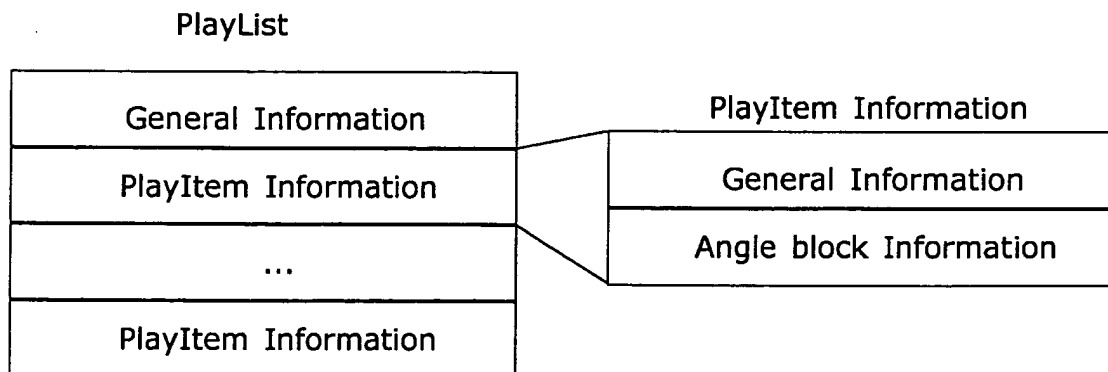 PlayList
General Information
PlayItem Information
...
PlayItem Information
PlayItem Information
General Information
Angle block Information